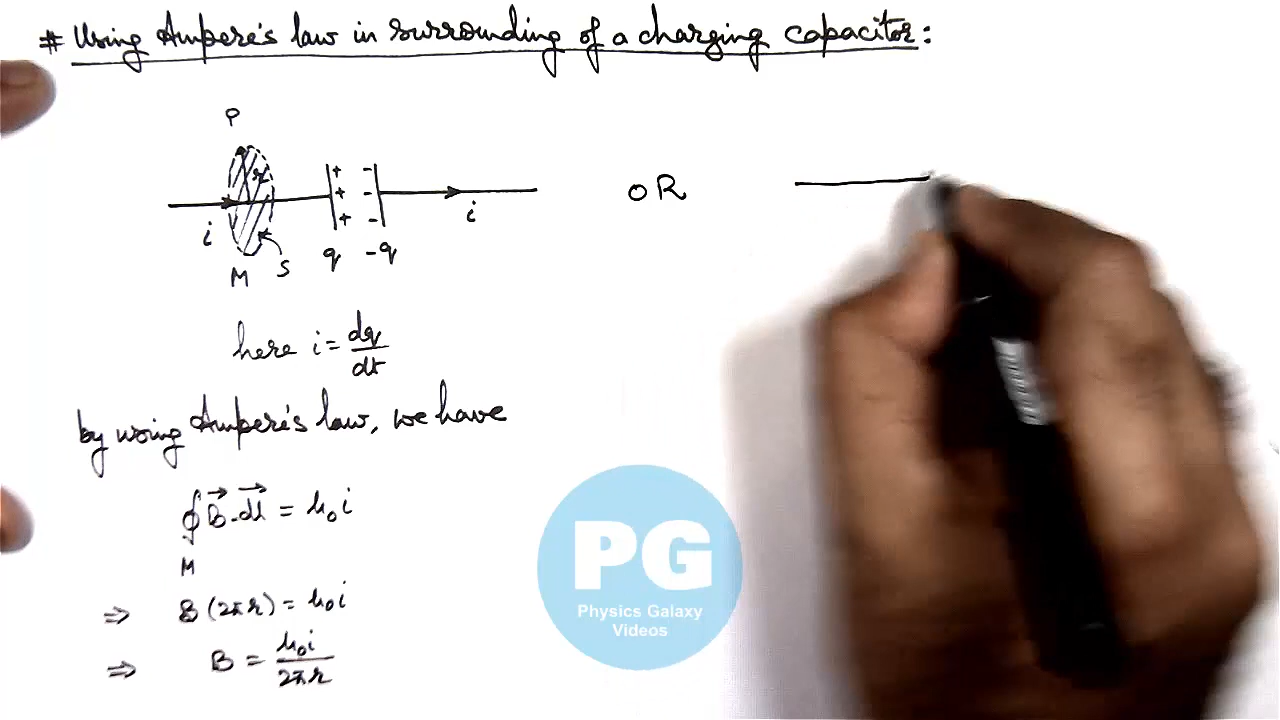 # Using Ampere's law in surrounding of a charging capacitor:
P
r
+ -
+ -
+ -
i
i
M
S
q -q
OR
here i = dq/dt
by using Ampere's law, we have
∮ B⃗·dl⃗ = μ₀i
M
⇒ B(2πr) = μ₀i
⇒ B = μ₀i/2πr
PG
Physics Galaxy
Videos